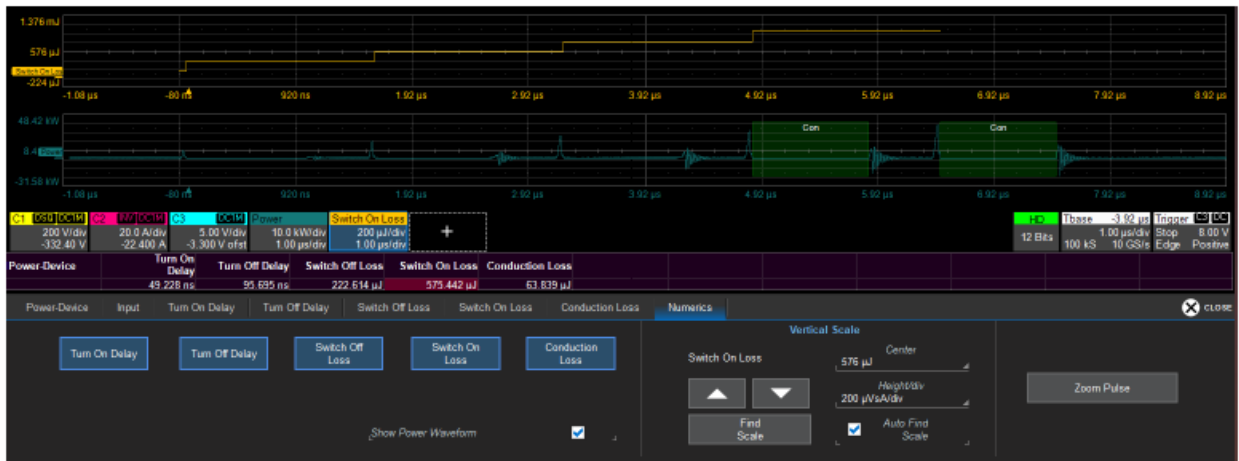 1.376 mJ
576 µJ
Switch On Loss
-224 µJ
-1.08 µs -80 ns 920 ns 1.92 µs 2.92 µs 3.92 µs 4.92 µs 5.92 µs 6.92 µs 7.92 µs 8.92 µs
48.42 kW
Con Con
8.4 Power
-31.58 kW
-1.08 µs -80 ns 920 ns 1.92 µs 2.92 µs 3.92 µs 4.92 µs 5.92 µs 6.92 µs 7.92 µs 8.92 µs
C1 DSQ DC1M C2 DC1M C3 DC1M Power Switch On Loss HD Tbase -3.92 µs Trigger C3 DC
200 V/div 20.0 A/div 5.00 V/div 10.0 kW/div 200 µJ/div + 12 Bits 1.00 µs/div Stop 8.00 V
-332.40 V -22.400 A -3.300 V ofst 1.00 µs/div 1.00 µs/div 100 kS 10 GS/s Edge Positive
Power-Device Turn On Delay Turn Off Delay Switch Off Loss Switch On Loss Conduction Loss
49.228 ns 95.695 ns 222.614 µJ 575.442 µJ 63.839 µJ
Power-Device Input Turn On Delay Turn Off Delay Switch Off Loss Switch On Loss Conduction Loss Numerics CLOSE
Turn On Delay
Turn Off Delay
Switch Off
Loss
Switch On
Loss
Conduction
Loss
Show Power Waveform
Vertical Scale
Switch On Loss
Center
576 µJ
Height/div
200 µVsA/div
Find
Scale
Auto Find
Scale
Zoom Pulse